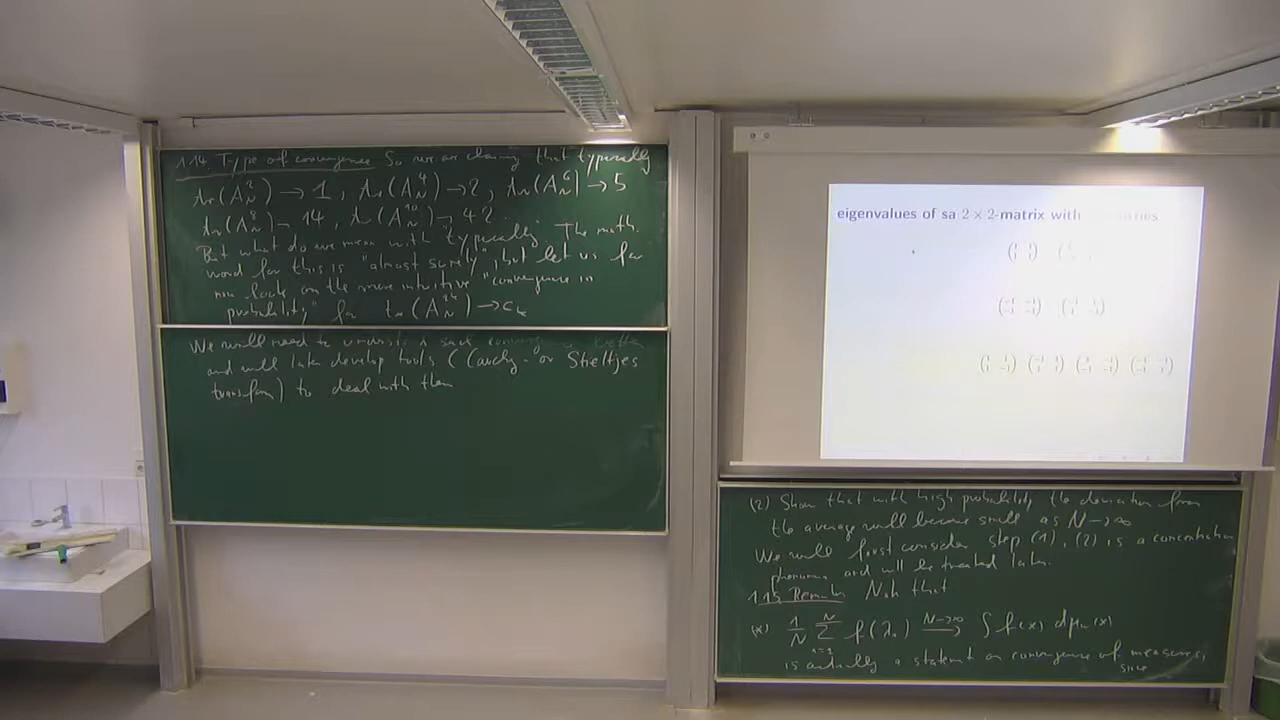 1.14 Type of convergence So we are claiming that typically
tr(A_N^2) → 1, tr(A_N^4) → 2, tr(A_N^6) → 5
tr(A_N^8) → 14, tr(A_N^10) → 42
But what do we mean with "typically". The math.
word for this is "almost surely", but let us for
now look on the more intuitive "convergence in
probability" for tr(A_N^2k) → c_k
We will need to understand such convergence better
and will later develop tools (Cauchy- or Stieltjes
transform) to deal with them
eigenvalues of sa 2 × 2-matrix with
(2) Show that with high probability the deviation from
the average will become small as N → ∞
We will first consider step (1), (2) is a concentration
phenomenon and will be treated later.
1.15 Remark Note that
(*) 1/N Σ_{i=1}^N f(λ_i) →^{N→∞} ∫ f(x) dμ_w(x)
is actually a statement on convergence of measures,
since